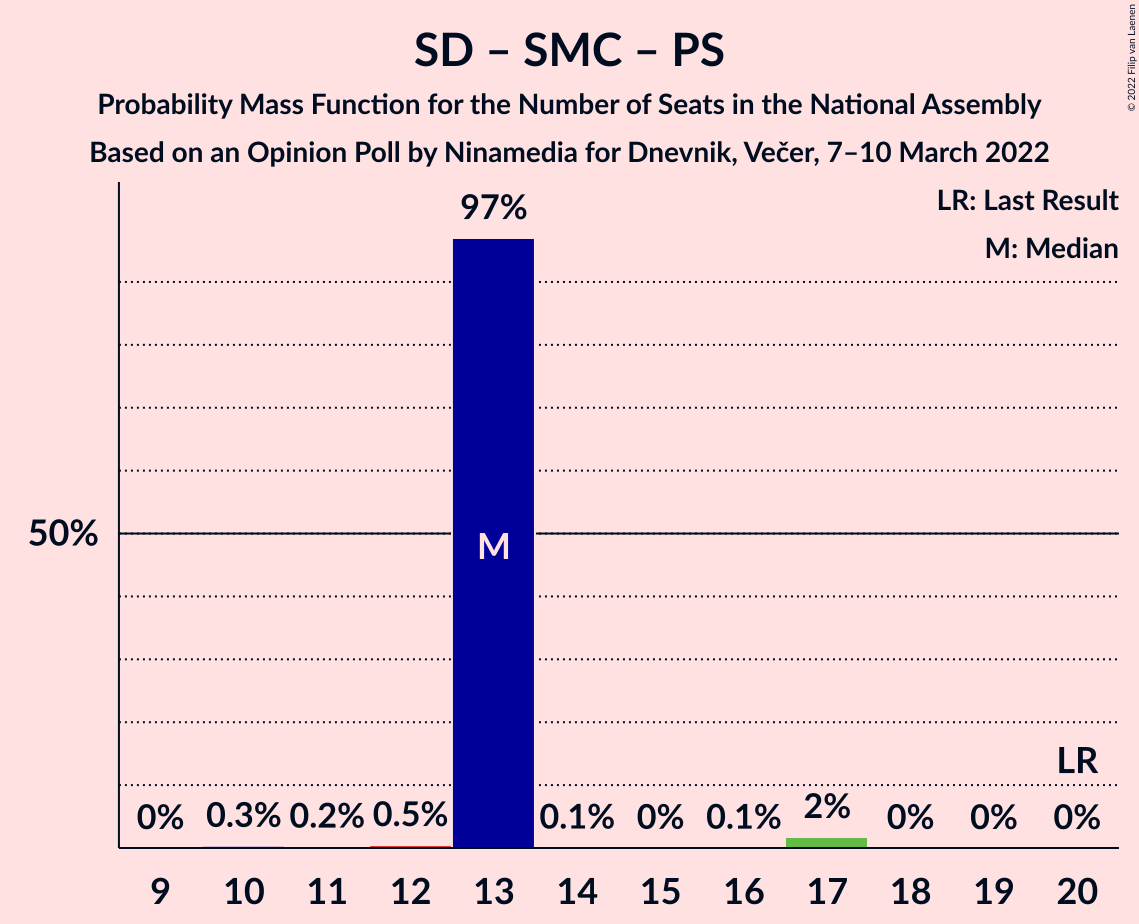 SD – SMC – PS
Probability Mass Function for the Number of Seats in the National Assembly
Based on an Opinion Poll by Ninamedia for Dnevnik, Večer, 7–10 March 2022
© 2022 Filip van Laenen
LR: Last Result
M: Median
97%
50%
M
LR
0% 0.3% 0.2% 0.5% 0.1% 0% 0.1% 2% 0% 0% 0%
9 10 11 12 13 14 15 16 17 18 19 20